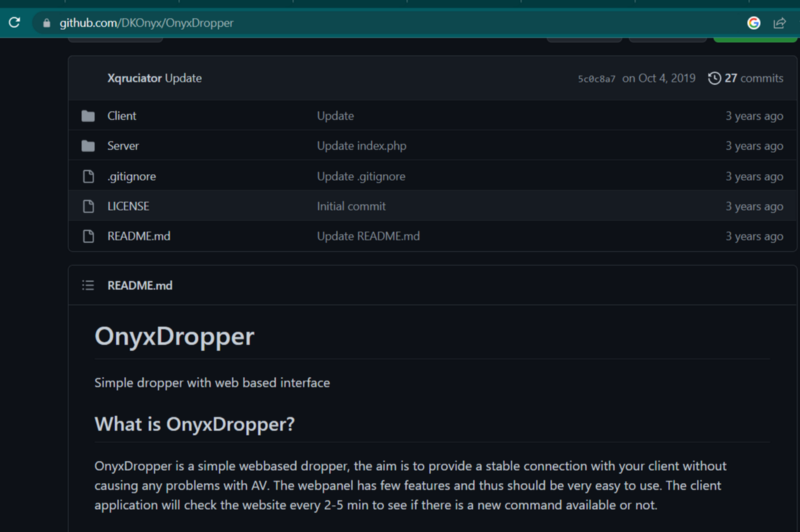 github.com/DKOnyx/OnyxDropper
Xqruciator Update 5c0c8a7 on Oct 4, 2019 27 commits
Client Update 3 years ago
Server Update index.php 3 years ago
.gitignore Update .gitignore 3 years ago
LICENSE Initial commit 3 years ago
README.md Update README.md 3 years ago
README.md
OnyxDropper
Simple dropper with web based interface
What is OnyxDropper?
OnyxDropper is a simple webbased dropper, the aim is to provide a stable connection with your client without
causing any problems with AV. The webpanel has few features and thus should be very easy to use. The client
application will check the website every 2-5 min to see if there is a new command available or not.